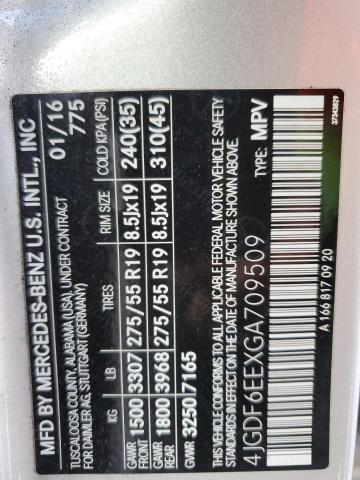 MFD BY MERCEDES-BENZ U.S. INTL., INC
TUSCALOOSA COUNTY, ALABAMA (USA), UNDER CONTRACT
FOR DAIMLER AG, STUTTGART (GERMANY)
01/16
775
KG LB TIRES RIM SIZE COLD KPA(PSI)
GAWR FRONT 1500 3307 275/55 R19 8.5Jx19 240(35)
GAWR REAR 1800 3968 275/55 R19 8.5Jx19 310(45)
GVWR 3250 7165
THIS VEHICLE CONFORMS TO ALL APPLICABLE FEDERAL MOTOR VEHICLE SAFETY
STANDARDS IN EFFECT ON THE DATE OF MANUFACTURE SHOWN ABOVE.
4JGDF6EEXGA709509 TYPE: MPV
A 166 817 09 20
37343829